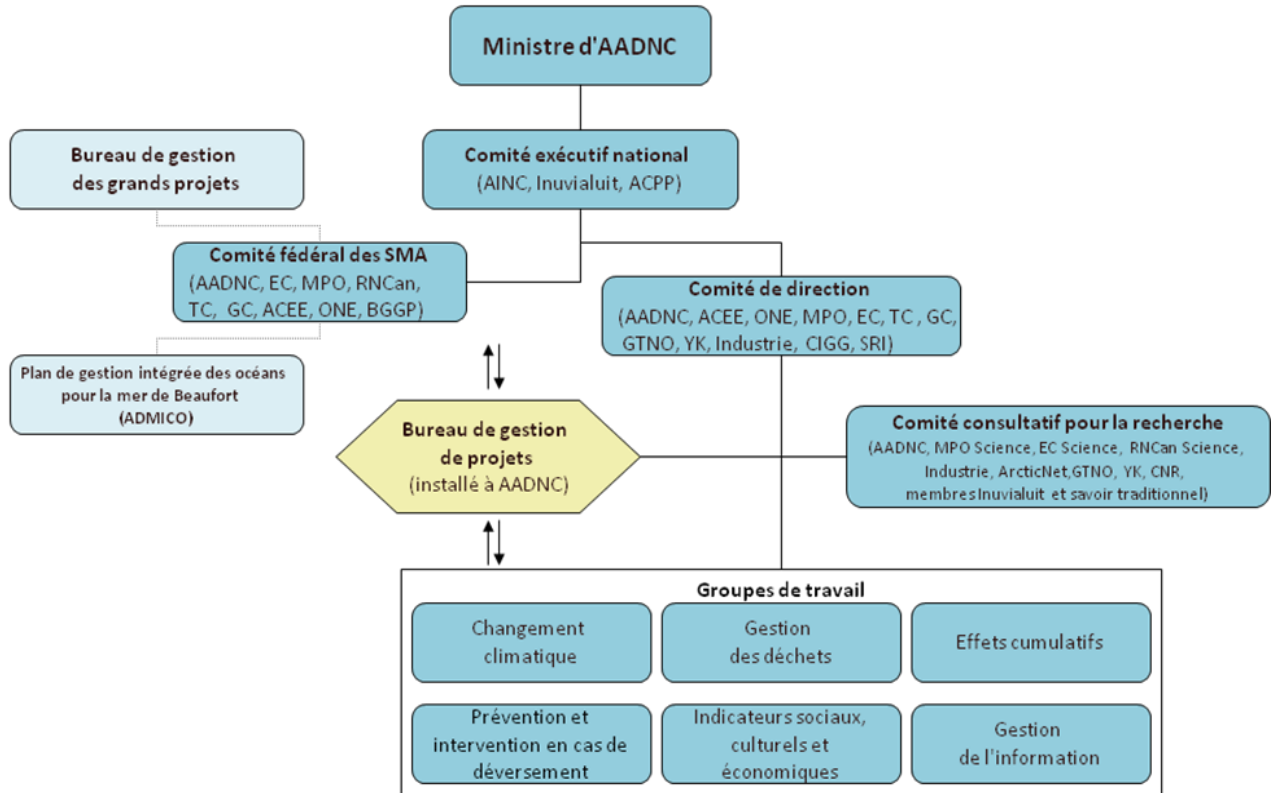 Ministre d'AADNC
Comité exécutif national
(AINC, Inuvialuit, ACPP)
Bureau de gestion
des grands projets
Comité fédéral des SMA
(AADNC, EC, MPO, RNCan,
TC, GC, ACEE, ONE, BGGP)
Comité de direction
(AADNC, ACEE, ONE, MPO, EC, TC , GC,
GTNO, YK, Industrie, CIGG, SRI)
Plan de gestion intégrée des océans
pour la mer de Beaufort
(ADMICO)
Bureau de gestion
de projets
(installé à AADNC)
Comité consultatif pour la recherche
(AADNC, MPO Science, EC Science, RNCan Science,
Industrie, ArcticNet,GTNO, YK, CNR,
membres Inuvialuit et savoir traditionnel)
Groupes de travail
Changement
climatique
Gestion
des déchets
Effets cumulatifs
Prévention et
intervention en cas de
déversement
Indicateurs sociaux,
culturels et
économiques
Gestion
de l'information